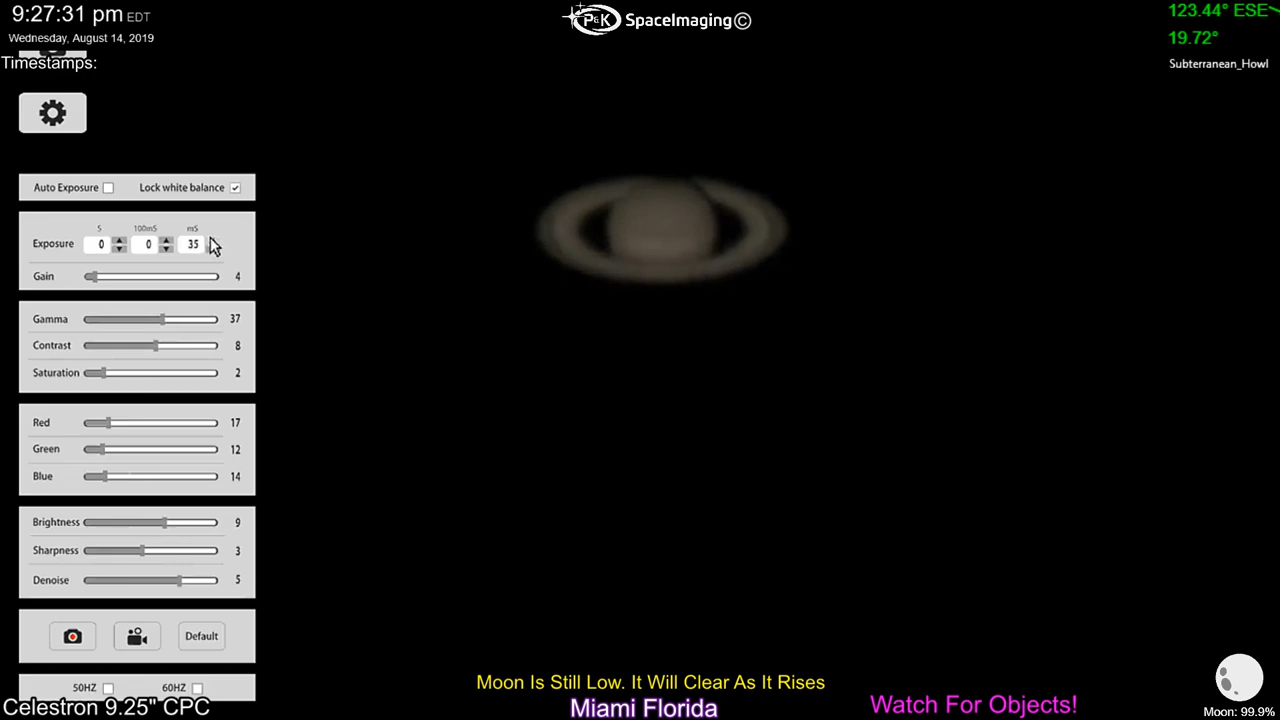 9:27:31 pm EDT
Wednesday, August 14, 2019
Timestamps:
P&K SpaceImaging©
123.44° ESE
19.72°
Subterranean_Howl
Auto Exposure Lock white balance
S 100mS mS
Exposure 0 0 35
Gain 4
Gamma 37
Contrast 8
Saturation 2
Red 17
Green 12
Blue 14
Brightness 9
Sharpness 3
Denoise 5
Default
50HZ 60HZ
Celestron 9.25" CPC
Moon Is Still Low. It Will Clear As It Rises
Miami Florida
Watch For Objects!
Moon: 99.9%